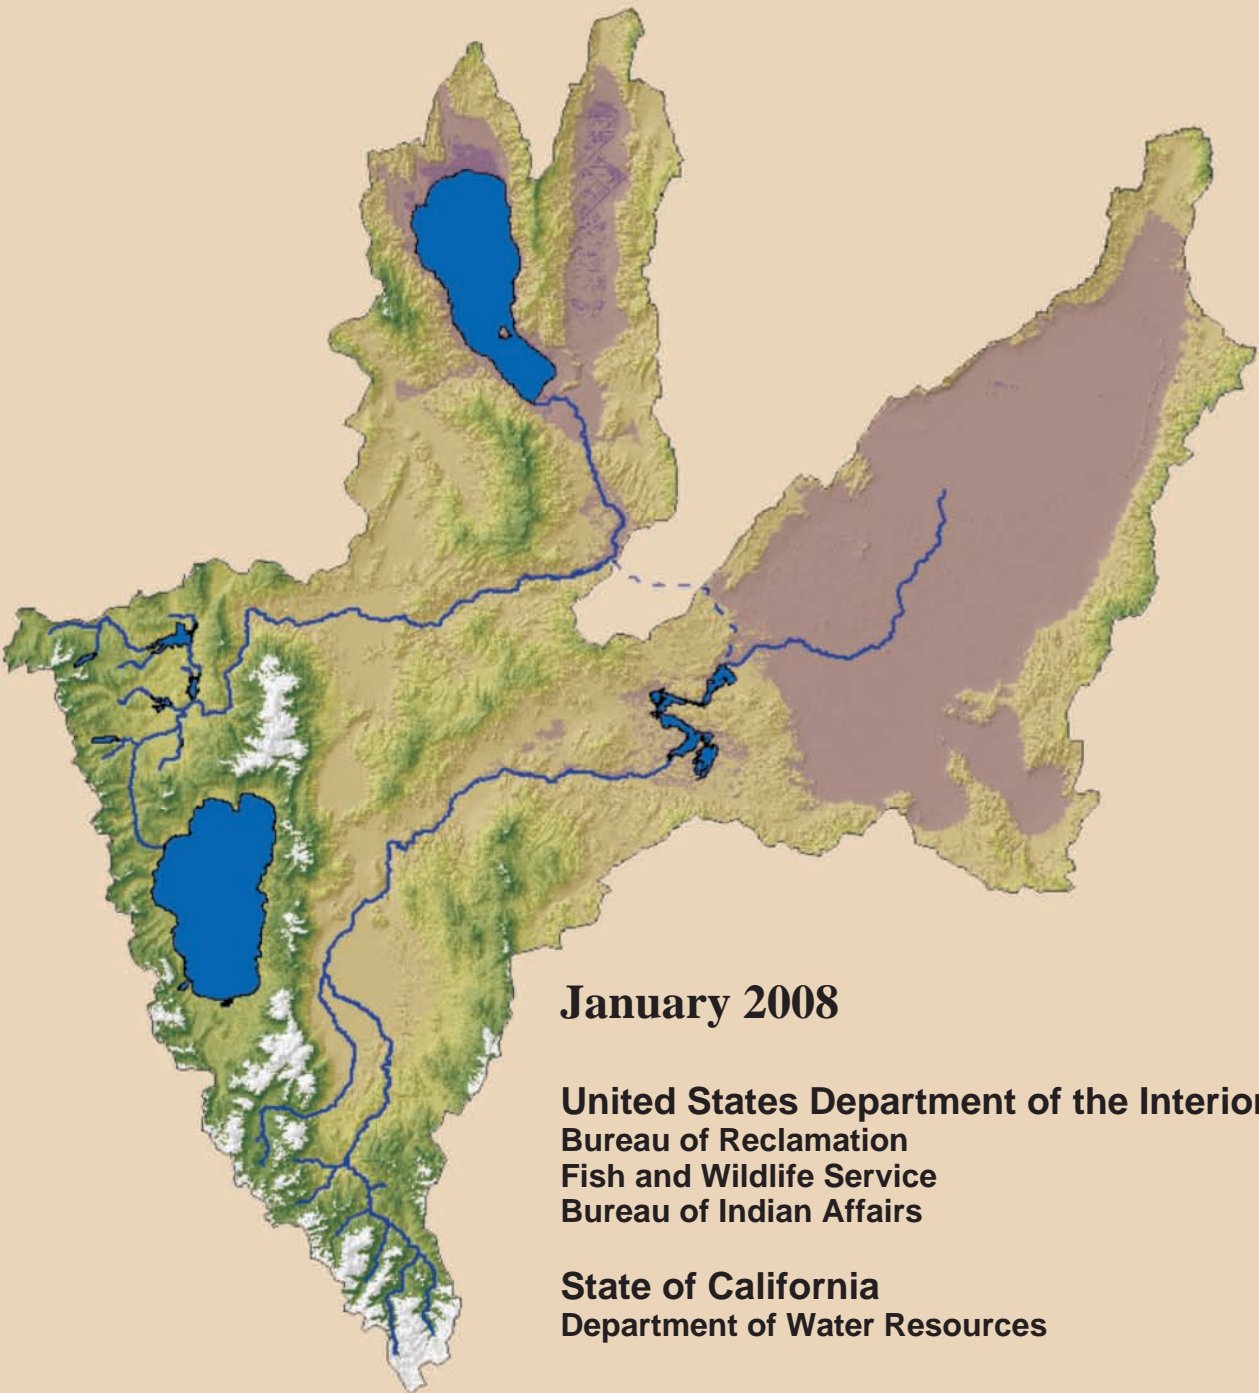 January 2008
United States Department of the Interior
Bureau of Reclamation
Fish and Wildlife Service
Bureau of Indian Affairs
State of California
Department of Water Resources